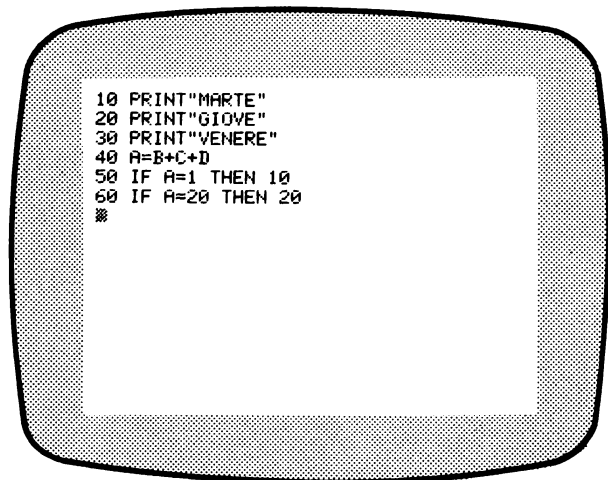 10 PRINT"MARTE"
20 PRINT"GIOVE"
30 PRINT"VENERE"
40 A=B+C+D
50 IF A=1 THEN 10
60 IF A=20 THEN 20